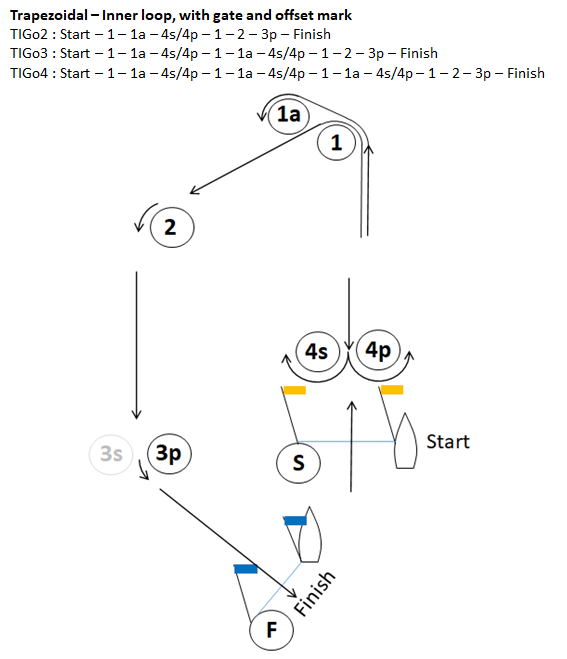 Trapezoidal – Inner loop, with gate and offset mark
TIGo2 : Start – 1 – 1a – 4s/4p – 1 – 2 – 3p – Finish
TIGo3 : Start – 1 – 1a – 4s/4p – 1 – 1a – 4s/4p – 1 – 2 – 3p – Finish
TIGo4 : Start – 1 – 1a – 4s/4p – 1 – 1a – 4s/4p – 1 – 1a – 4s/4p – 1 – 2 – 3p – Finish
1a
1
2
4s
4p
Start
3s
3p
S
Finish
F